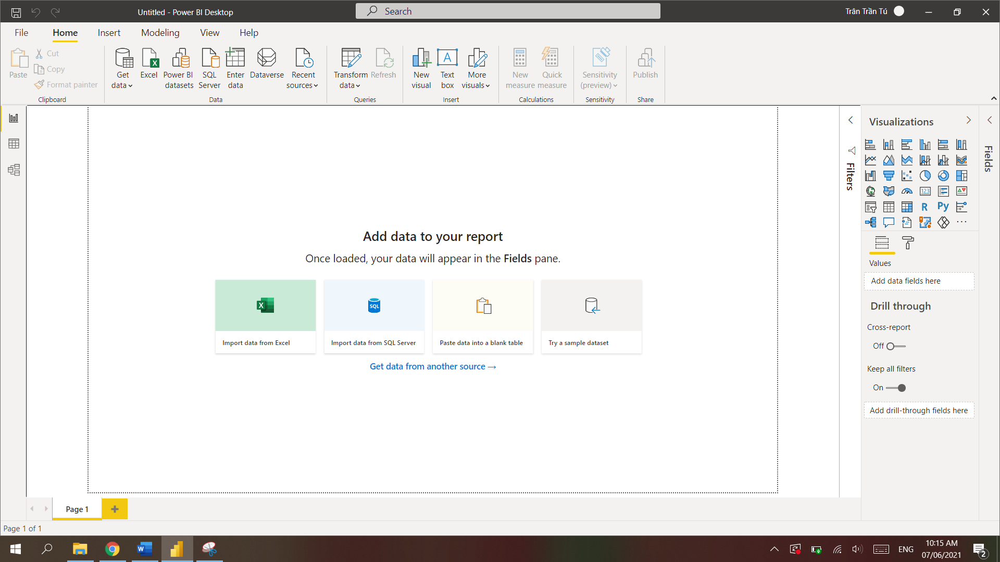 Untitled - Power BI Desktop
Search
Trân Trần Tú
File Home Insert Modeling View Help
Paste
Cut
Copy
Format painter
Clipboard
Get data
Excel
Power BI datasets
SQL Server
Enter data
Dataverse
Recent sources
Data
Transform data
Refresh
Queries
New visual
Text box
More visuals
Insert
New measure
Quick measure
Calculations
Sensitivity (preview)
Sensitivity
Publish
Share
Add data to your report
Once loaded, your data will appear in the Fields pane.
Import data from Excel
SQL
Import data from SQL Server
Paste data into a blank table
Try a sample dataset
Get data from another source →
Filters
Visualizations
123
R
Py
Values
Add data fields here
Drill through
Cross-report
Off
Keep all filters
On
Add drill-through fields here
Fields
Page 1
Page 1 of 1
ENG
10:15 AM
07/06/2021
2